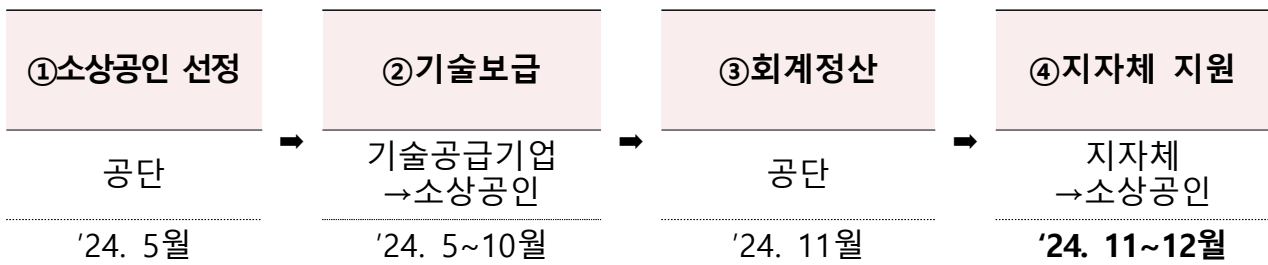 ①소상공인 선정
②기술보급
③회계정산
④지자체 지원
공단
➡
기술공급기업
→소상공인
➡
공단
➡
지자체
→소상공인
'24. 5월
'24. 5~10월
'24. 11월
‘24. 11~12월